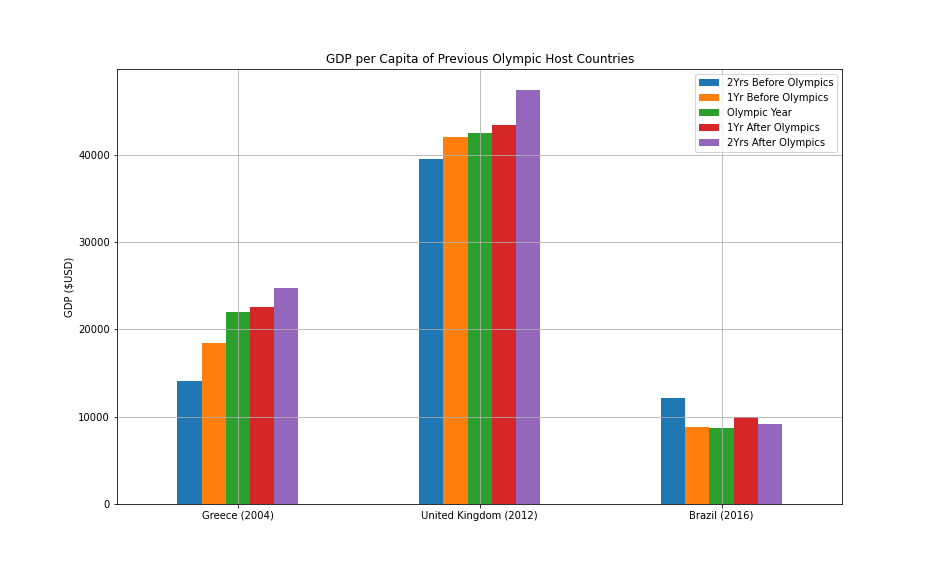 GDP per Capita of Previous Olympic Host Countries
2Yrs Before Olympics
1Yr Before Olympics
Olympic Year
1Yr After Olympics
2Yrs After Olympics
GDP ($USD)
40000
30000
20000
10000
0
Greece (2004)
United Kingdom (2012)
Brazil (2016)